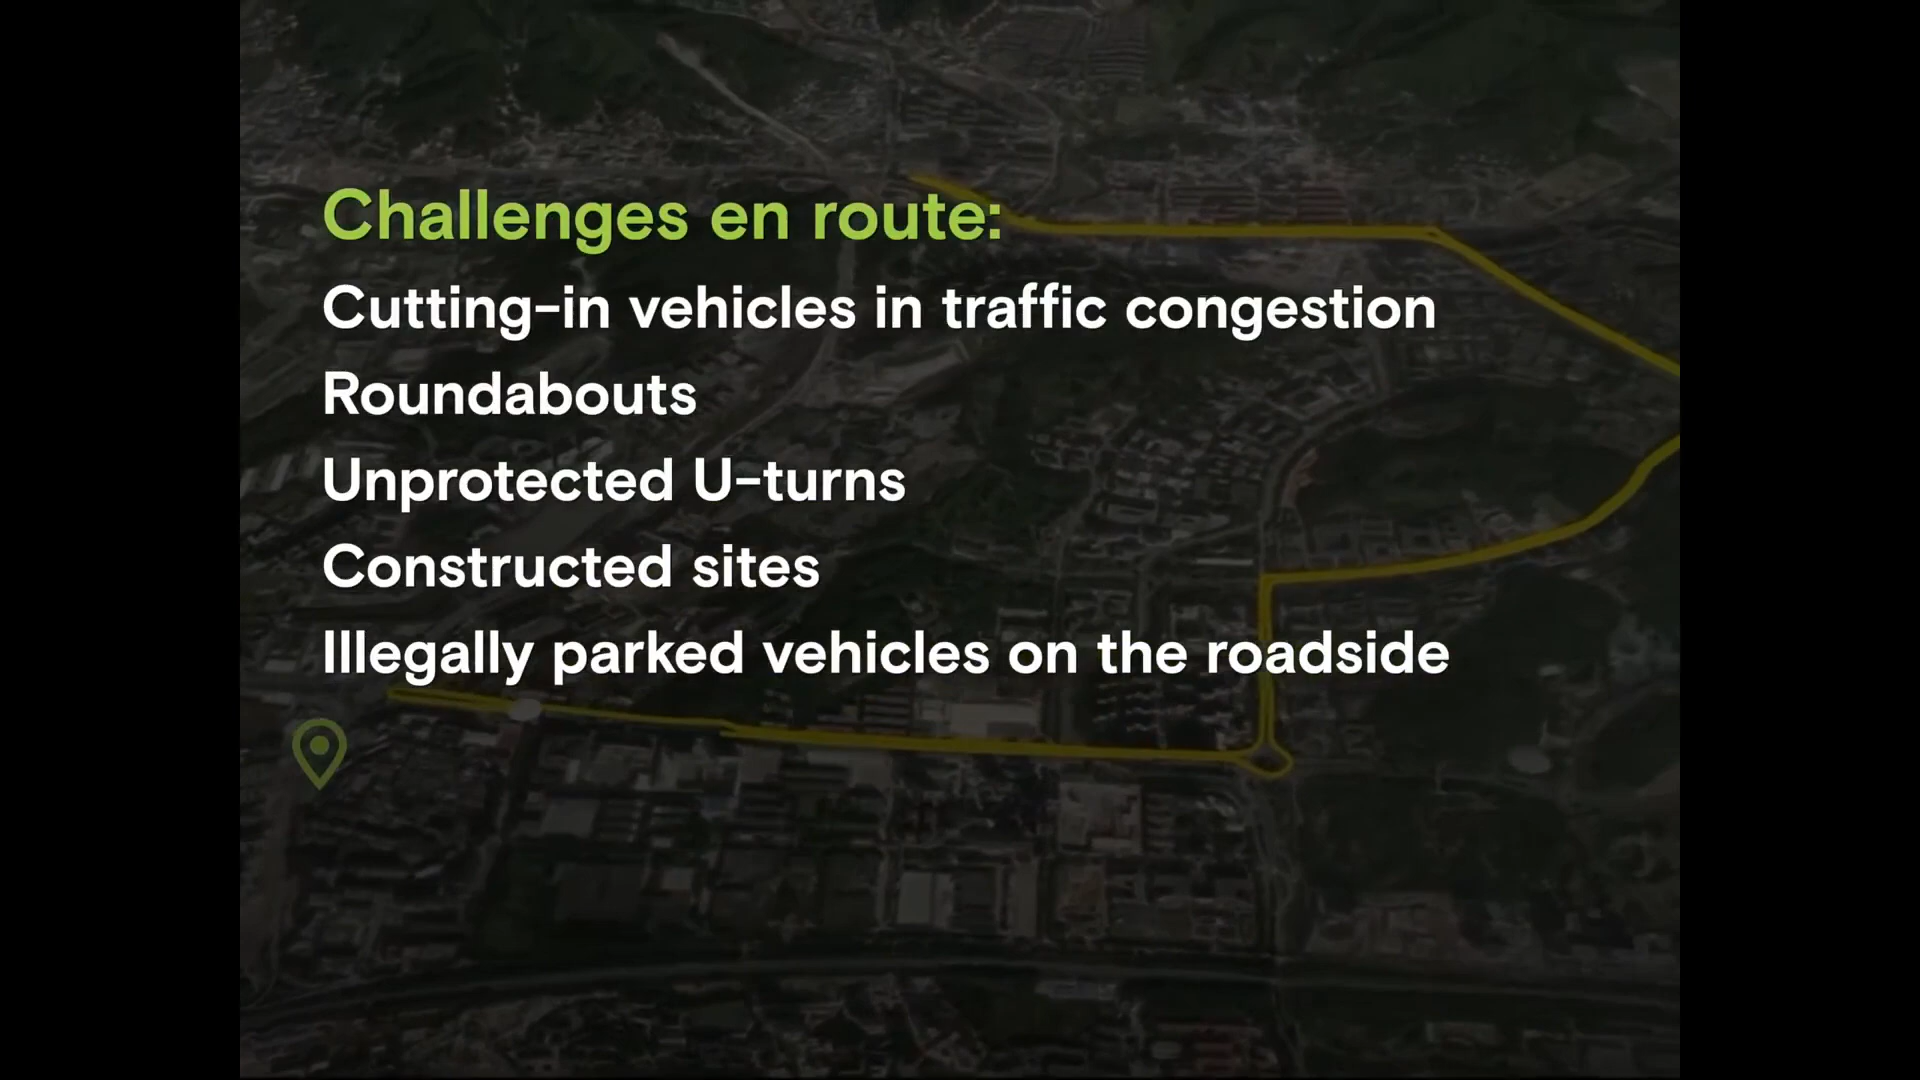 Challenges en route:
Cutting-in vehicles in traffic congestion
Roundabouts
Unprotected U-turns
Constructed sites
Illegally parked vehicles on the roadside